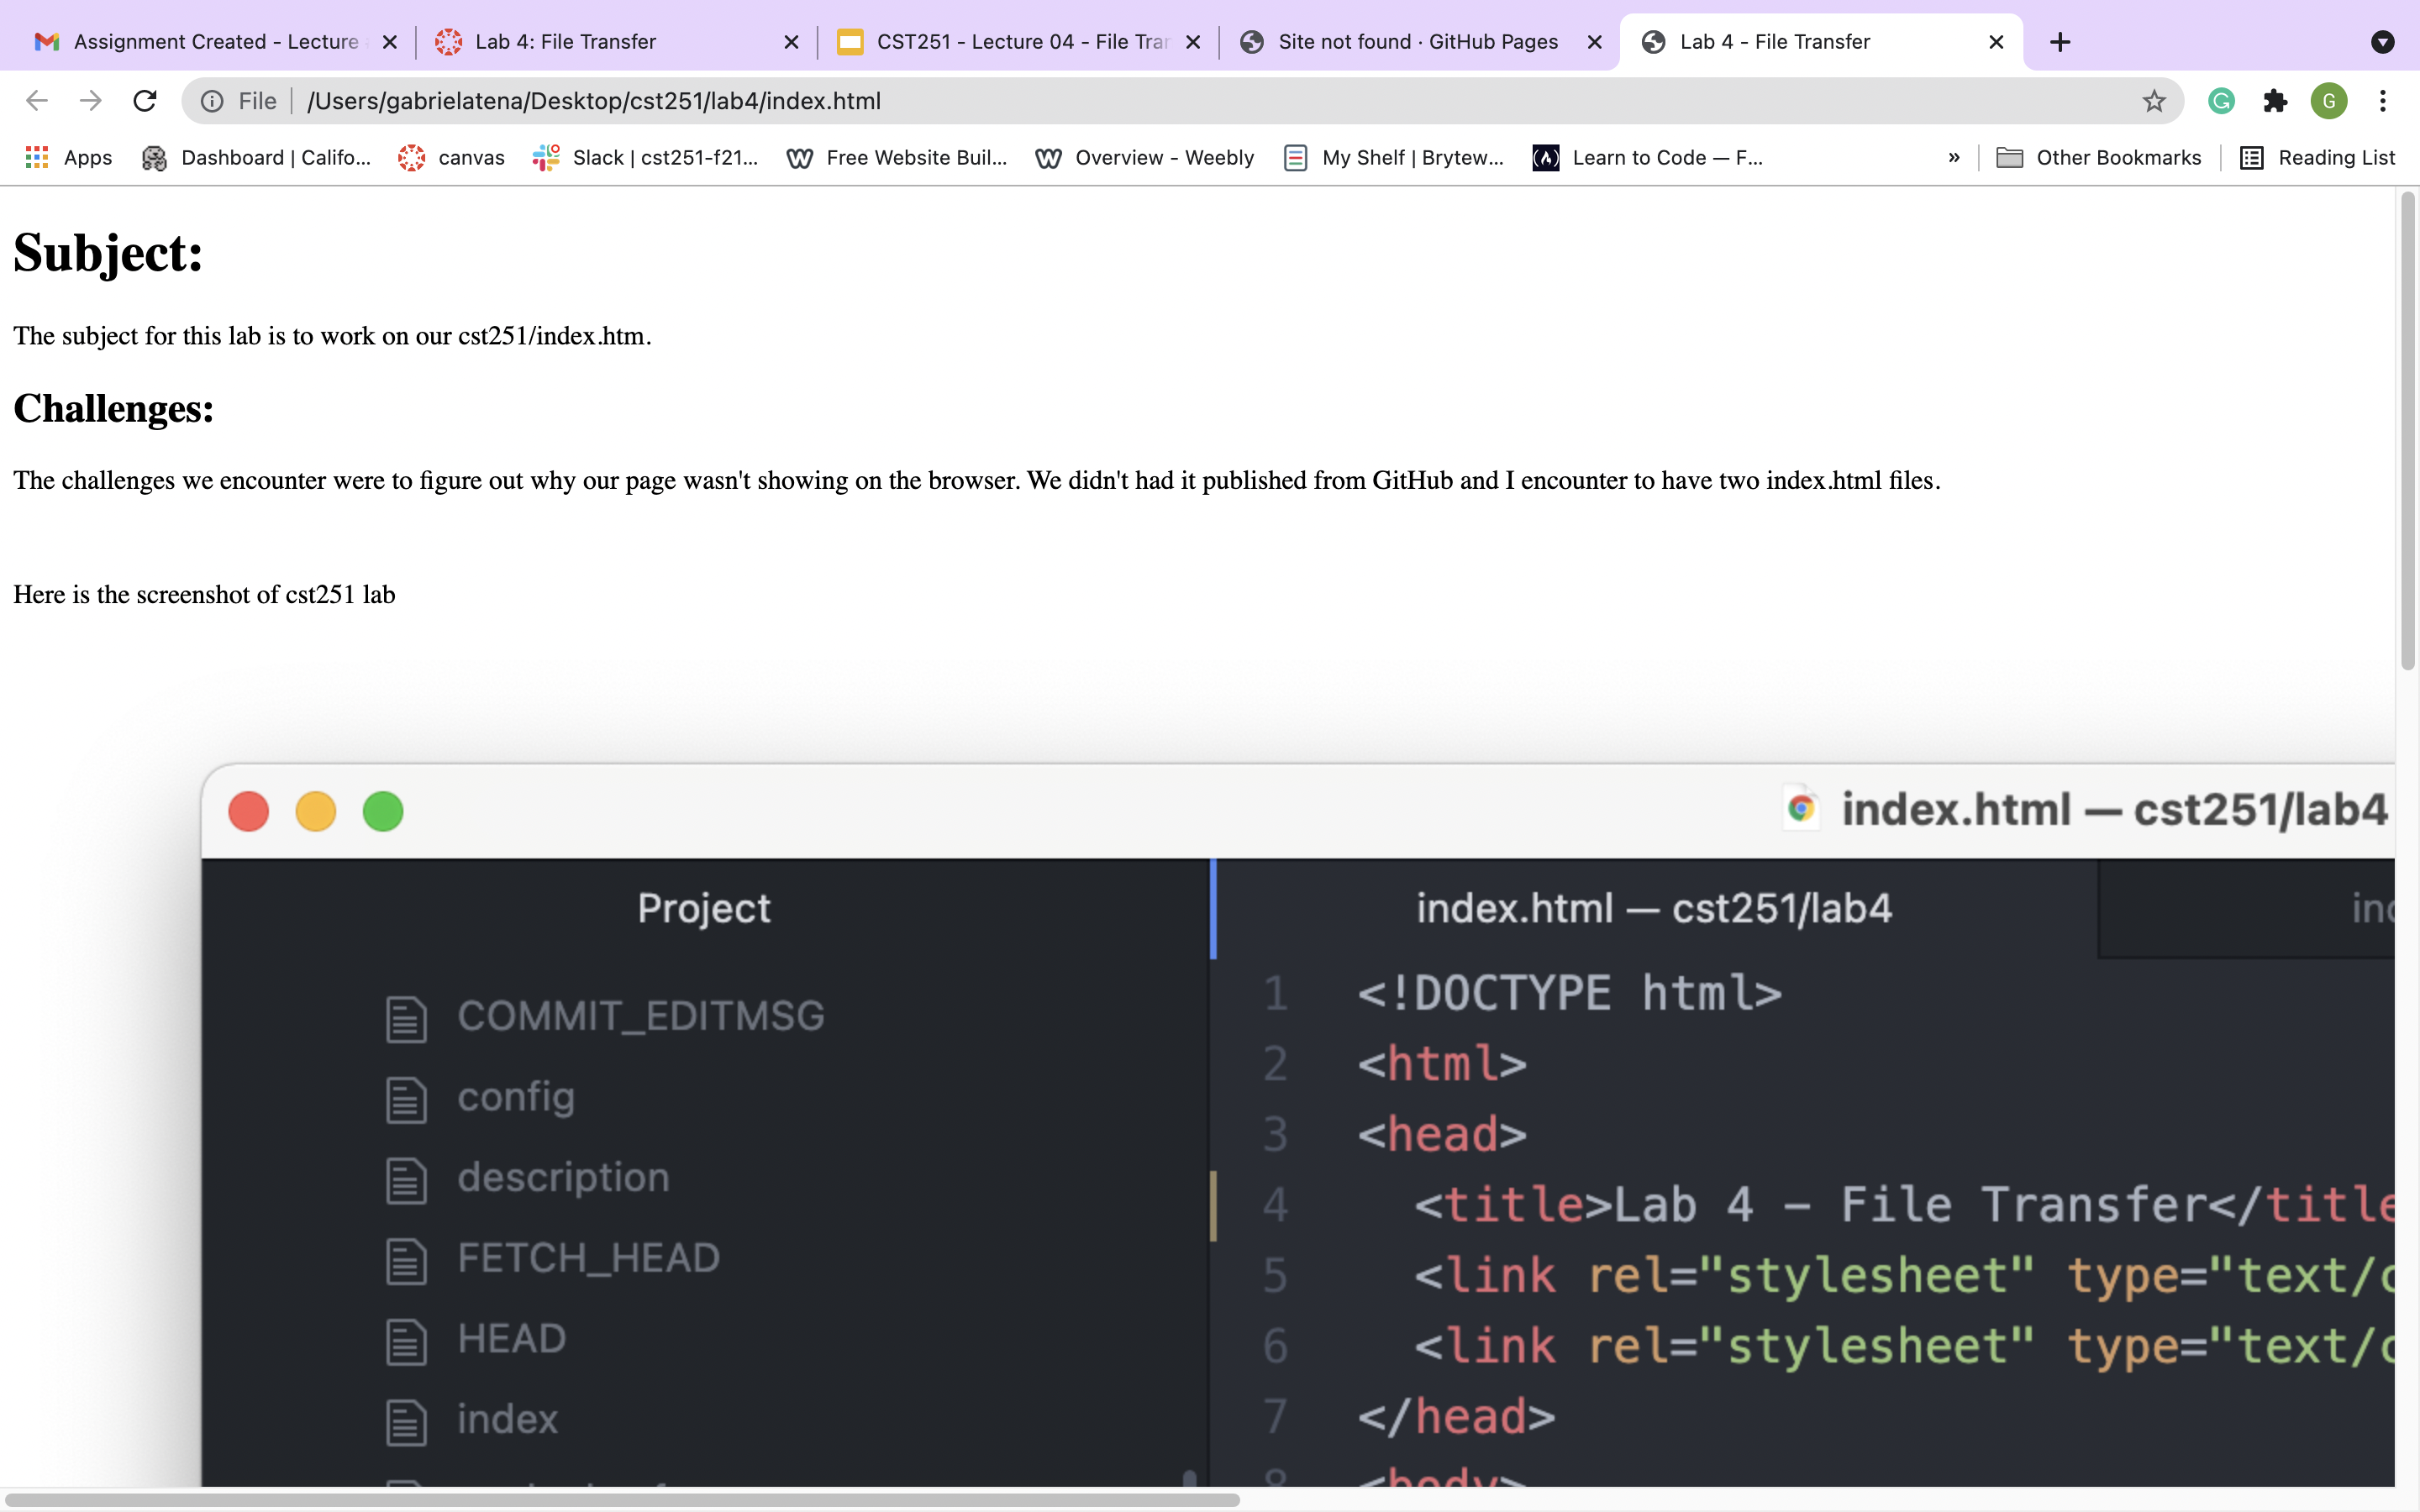 Assignment Created - Lecture
Lab 4: File Transfer
CST251 - Lecture 04 - File Tran
Site not found · GitHub Pages
Lab 4 - File Transfer
File /Users/gabrielatena/Desktop/cst251/lab4/index.html
G
Apps
Dashboard | Califo...
canvas
Slack | cst251-f21...
Free Website Buil...
Overview - Weebly
My Shelf | Brytew...
Learn to Code — F...
»
Other Bookmarks
Reading List
Subject:
The subject for this lab is to work on our cst251/index.htm.
Challenges:
The challenges we encounter were to figure out why our page wasn't showing on the browser. We didn't had it published from GitHub and I encounter to have two index.html files.
Here is the screenshot of cst251 lab
index.html — cst251/lab4
Project
index.html — cst251/lab4
COMMIT_EDITMSG
config
description
FETCH_HEAD
HEAD
index
1 <!DOCTYPE html>
2 <html>
3 <head>
4 <title>Lab 4 - File Transfer</title
5 <link rel="stylesheet" type="text/c
6 <link rel="stylesheet" type="text/c
7 </head>
8 <body>